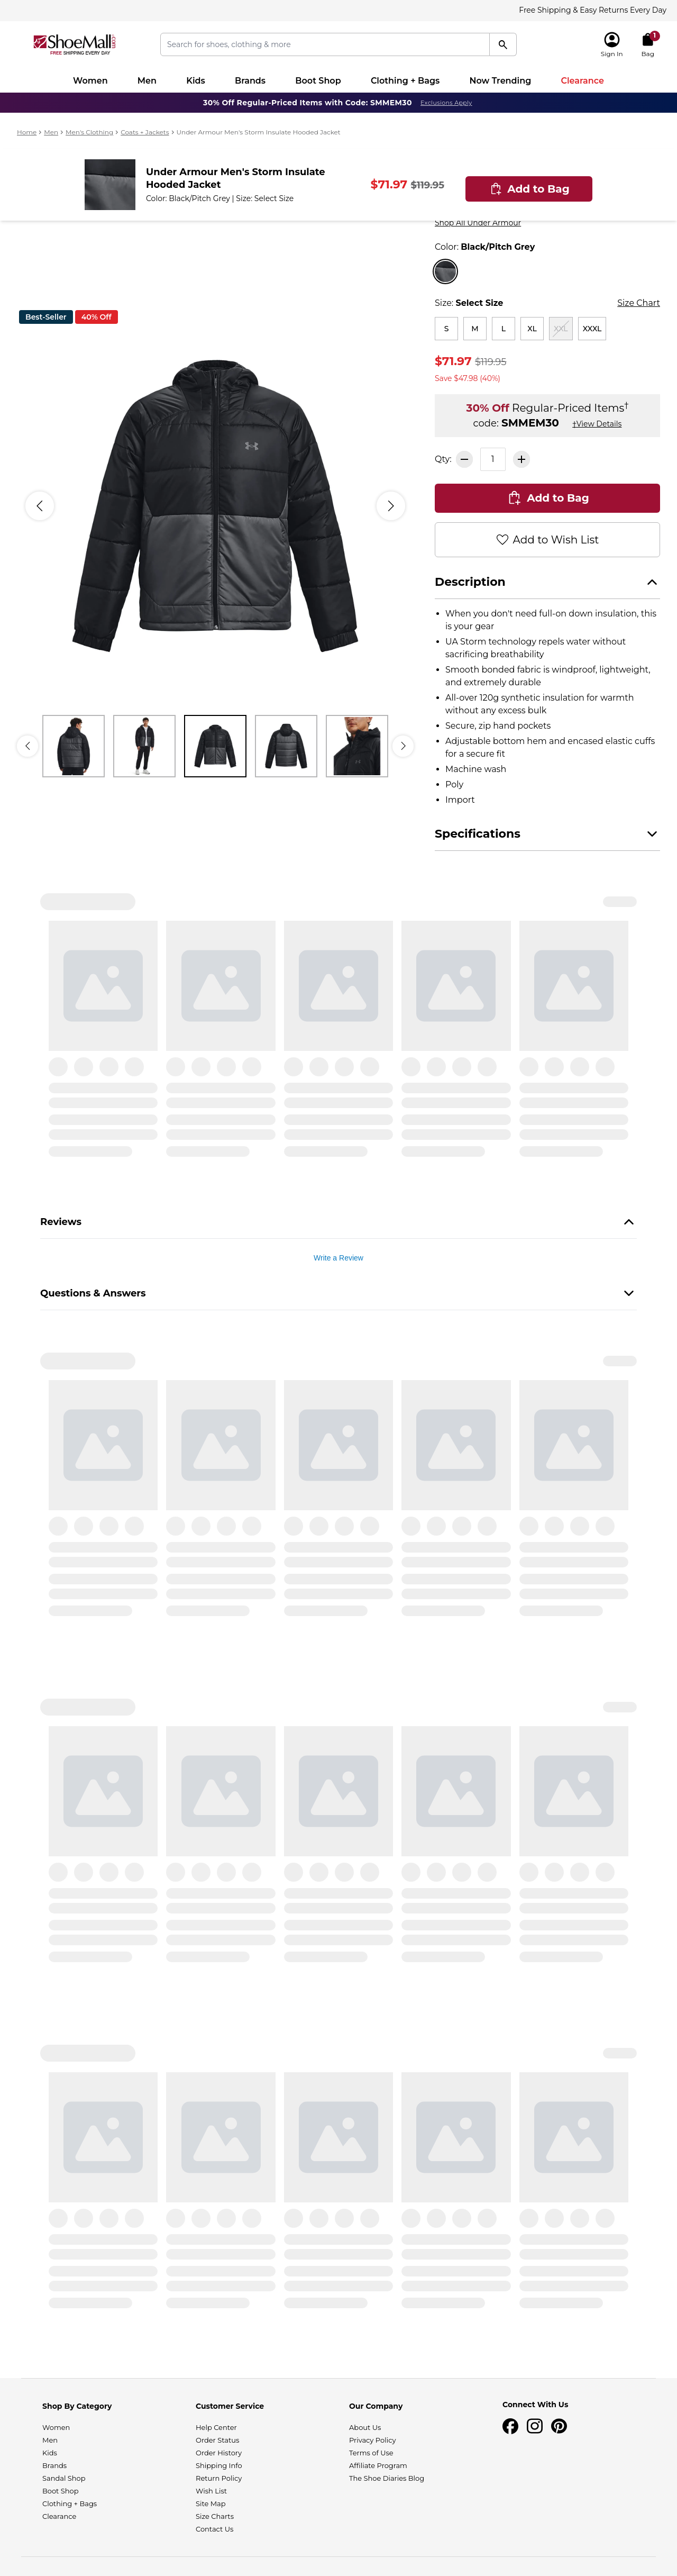 Free Shipping & Easy Returns Every Day
ShoeMall.com
FREE SHIPPING EVERY DAY
Search for shoes, clothing & more
Sign In
1
Bag
Women Men Kids Brands Boot Shop Clothing + Bags Now Trending Clearance
30% Off Regular-Priced Items with Code: SMMEM30 Exclusions Apply
Home > Men > Men's Clothing > Coats + Jackets > Under Armour Men's Storm Insulate Hooded Jacket
Under Armour Men's Storm Insulate
Hooded Jacket
Color: Black/Pitch Grey | Size: Select Size
$71.97 $119.95
Add to Bag
Shop All Under Armour
Color: Black/Pitch Grey
Size: Select Size
Size Chart
S M L XL XXL XXXL
Best-Seller 40% Off
$71.97 $119.95
Save $47.98 (40%)
30% Off Regular-Priced Items†
code: SMMEM30 ‡View Details
Qty: 1
Add to Bag
Add to Wish List
Description
When you don't need full-on down insulation, this
is your gear
UA Storm technology repels water without
sacrificing breathability
Smooth bonded fabric is windproof, lightweight,
and extremely durable
All-over 120g synthetic insulation for warmth
without any excess bulk
Secure, zip hand pockets
Adjustable bottom hem and encased elastic cuffs
for a secure fit
Machine wash
Poly
Import
Specifications
Reviews
Write a Review
Questions & Answers
Shop By Category
Women
Men
Kids
Brands
Sandal Shop
Boot Shop
Clothing + Bags
Clearance
Customer Service
Help Center
Order Status
Order History
Shipping Info
Return Policy
Wish List
Site Map
Size Charts
Contact Us
Our Company
About Us
Privacy Policy
Terms of Use
Affiliate Program
The Shoe Diaries Blog
Connect With Us